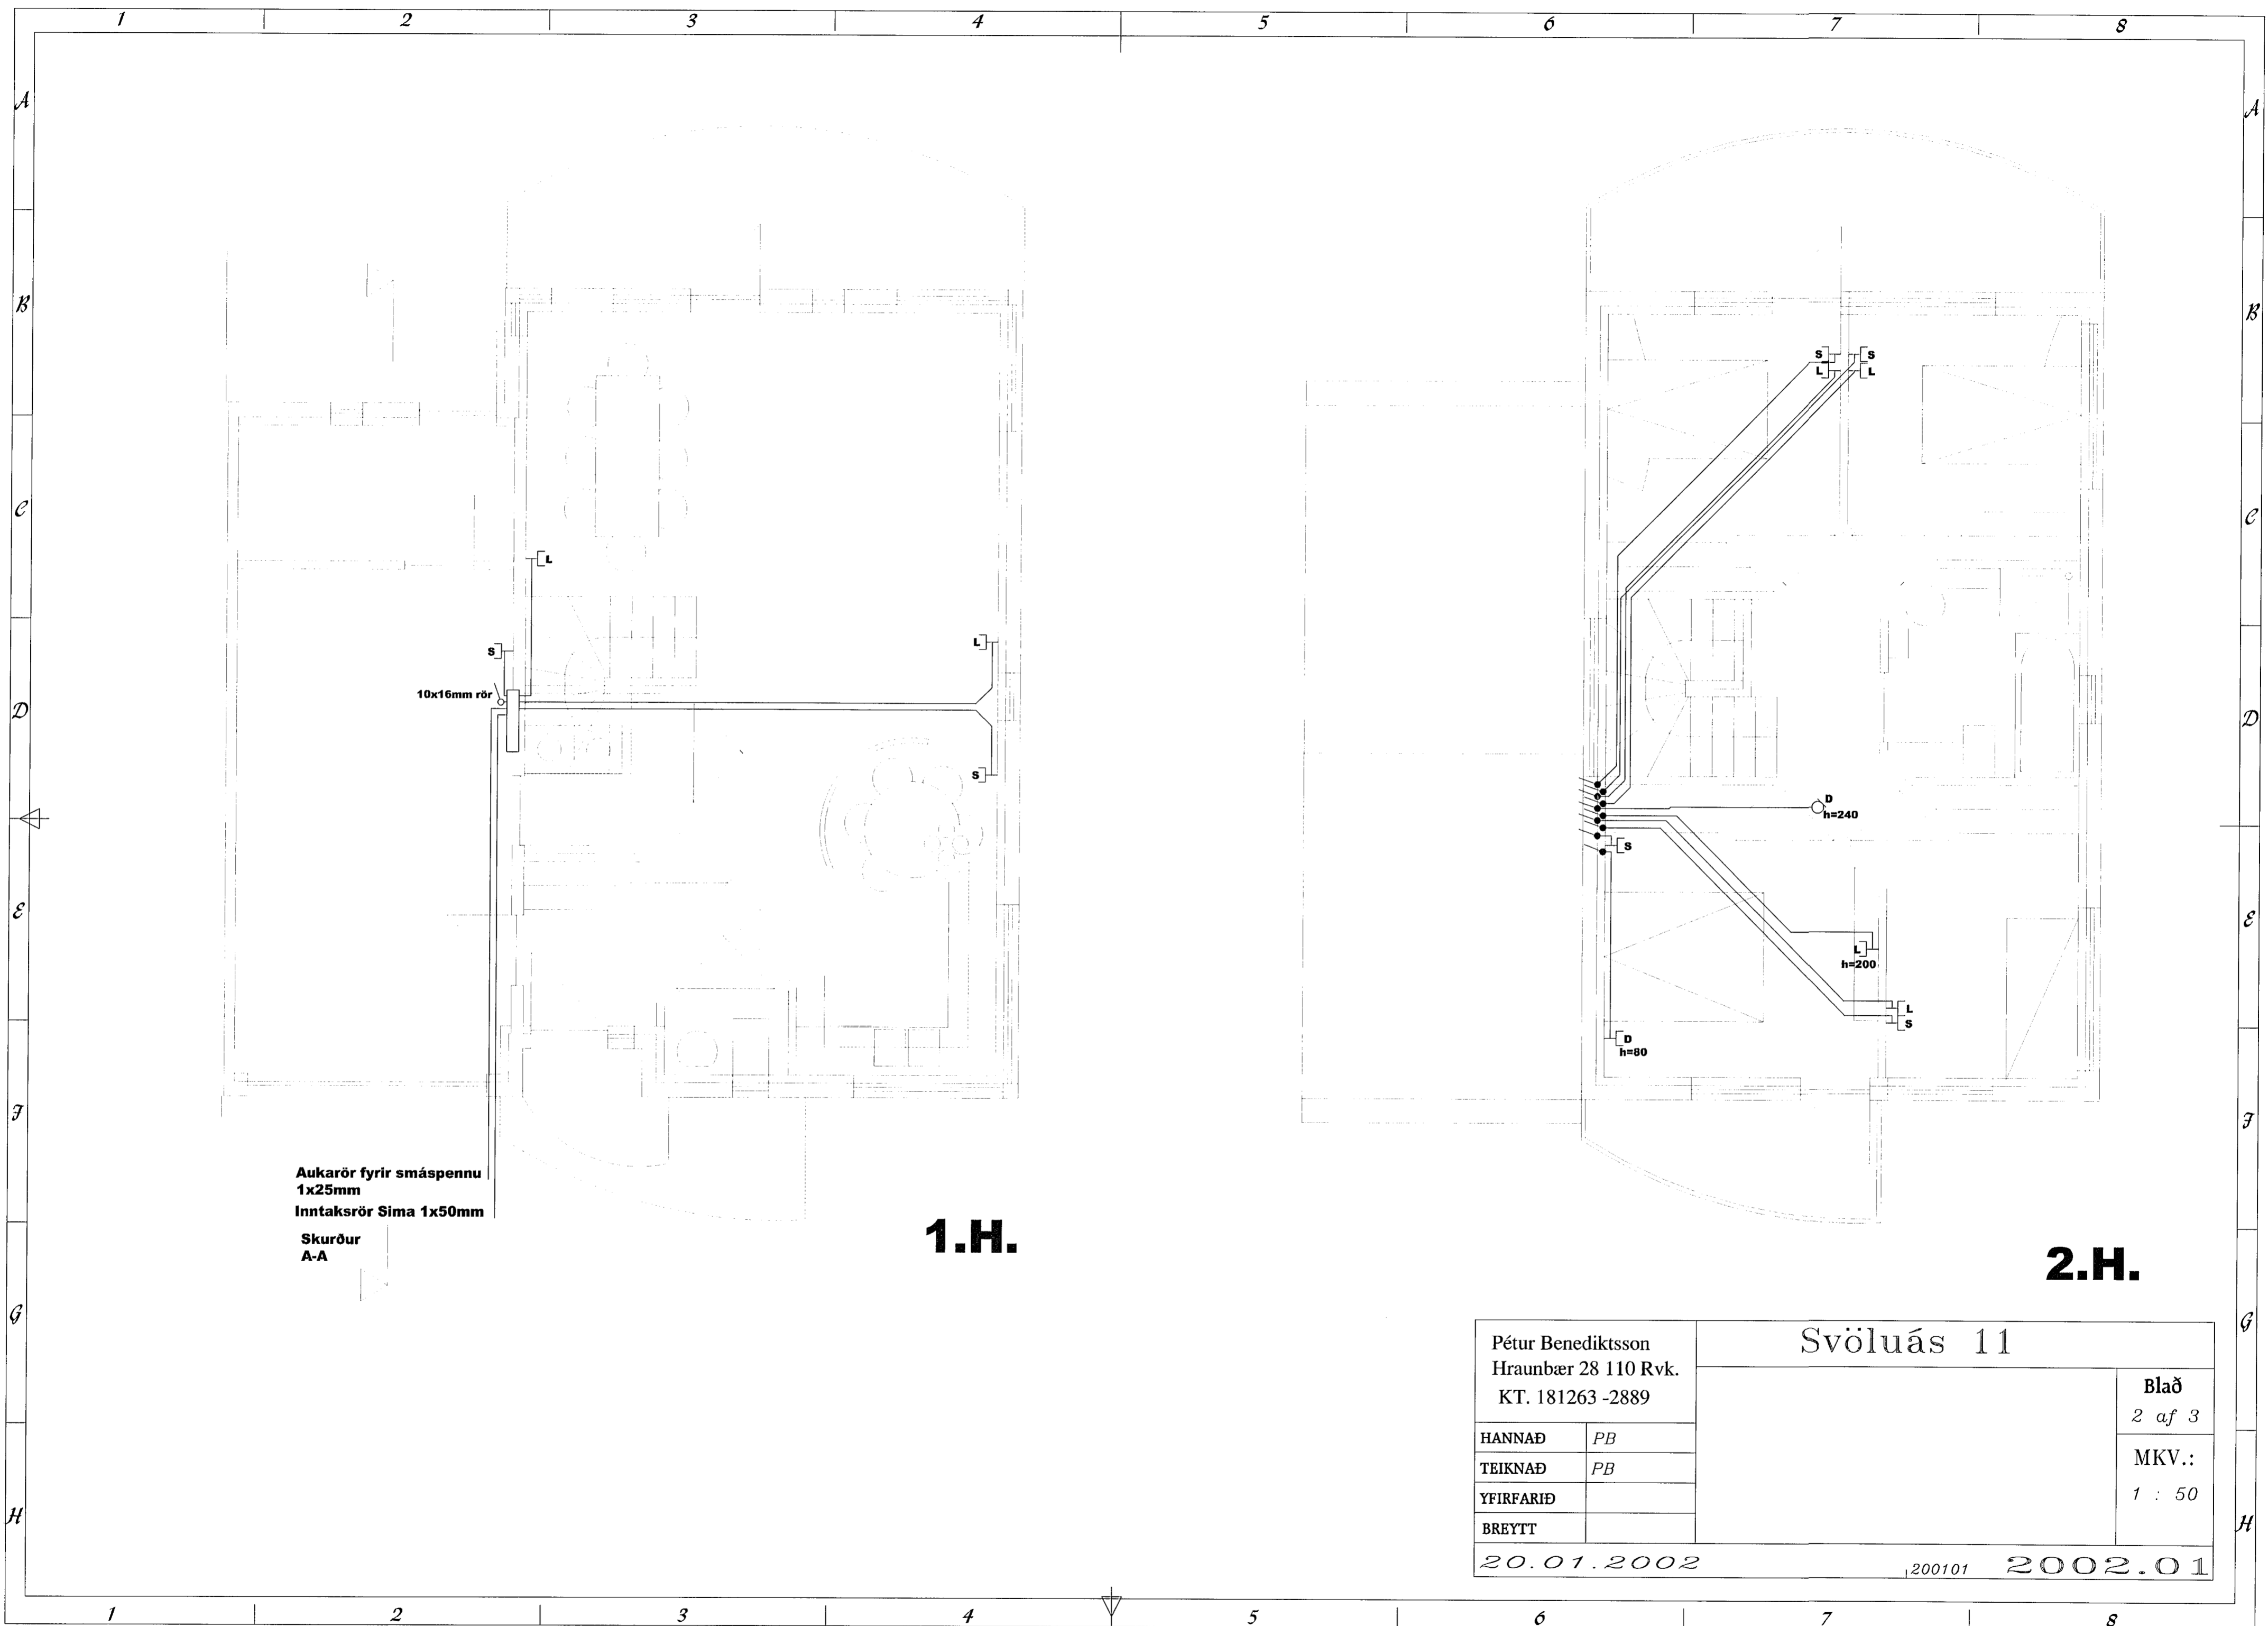 1 2 3 4 5 6 7 8
A A
B B
C C
D D
E E
F F
G G
H H
L
S
10x16mm rör
L
S
Aukarör fyrir smáspennu
1x25mm
Inntaksrör Sima 1x50mm
Skurður
A-A
1.H.
S S
L L
D
h=240
S
L
h=200
L
S
D
h=80
2.H.
Pétur Benediktsson
Hraunbær 28 110 Rvk.
KT. 181263 -2889
Svöluás 11
Blað
2 af 3
MKV.:
1 : 50
HANNAÐ PB
TEIKNAÐ PB
YFIRFARIÐ
BREYTT
20.01.2002
200101
2002.01
1 2 3 4 5 6 7 8